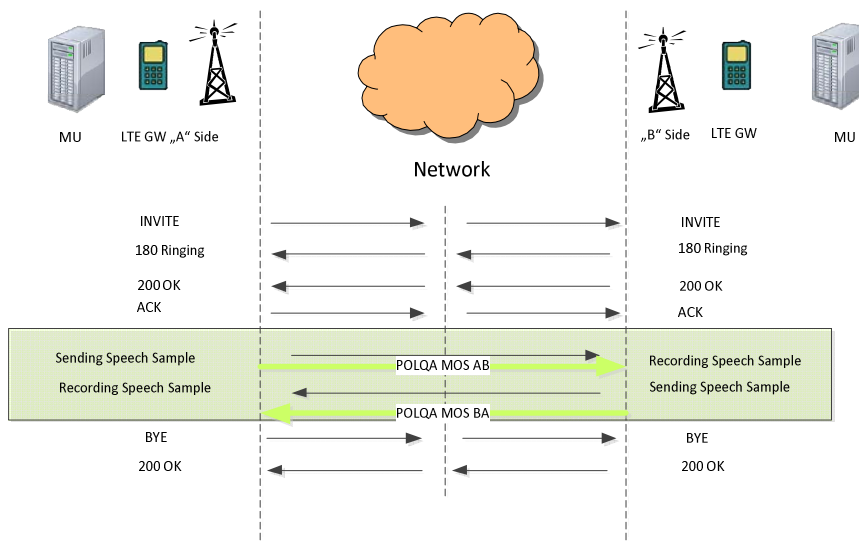 MU
LTE GW „A“ Side
„B“ Side
LTE GW
MU
Network
INVITE
INVITE
180 Ringing
180 Ringing
200 OK
200 OK
ACK
ACK
Sending Speech Sample
POLQA MOS AB
Recording Speech Sample
Recording Speech Sample
Sending Speech Sample
POLQA MOS BA
BYE
BYE
200 OK
200 OK